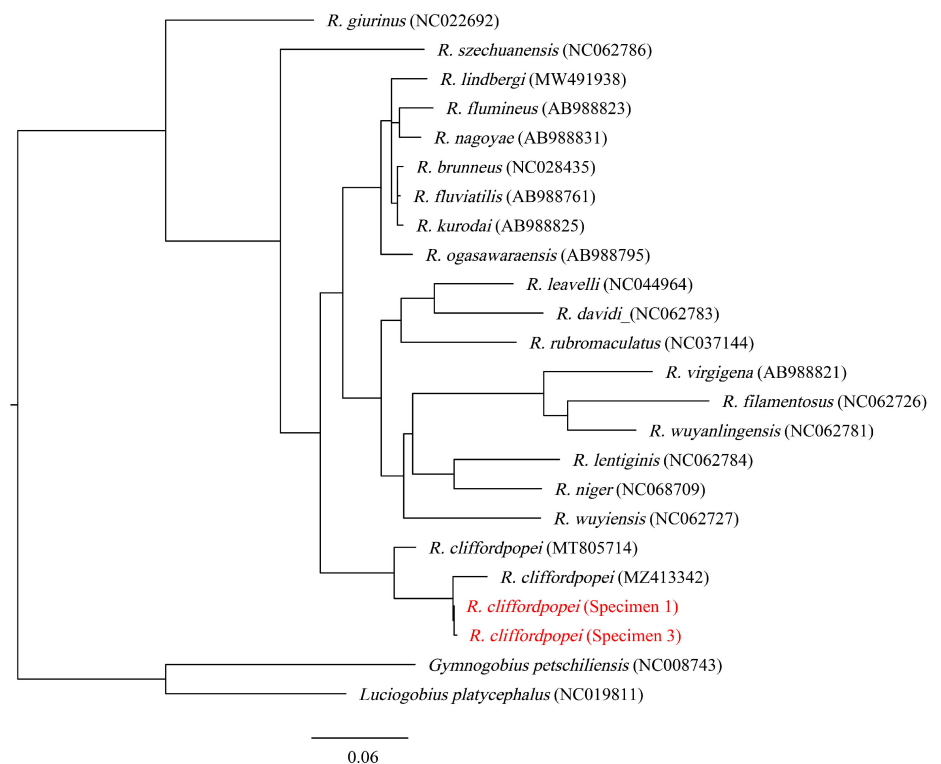 R. giurinus (NC022692)
R. szechuanensis (NC062786)
R. lindbergi (MW491938)
R. flumineus (AB988823)
R. nagoyae (AB988831)
R. brunneus (NC028435)
R. fluviatilis (AB988761)
R. kurodai (AB988825)
R. ogasawaraensis (AB988795)
R. leavelli (NC044964)
R. davidi_(NC062783)
R. rubromaculatus (NC037144)
R. virgigena (AB988821)
R. filamentosus (NC062726)
R. wuyanlingensis (NC062781)
R. lentiginis (NC062784)
R. niger (NC068709)
R. wuyiensis (NC062727)
R. cliffordpopei (MT805714)
R. cliffordpopei (MZ413342)
R. cliffordpopei (Specimen 1)
R. cliffordpopei (Specimen 3)
Gymnogobius petschiliensis (NC008743)
Luciogobius platycephalus (NC019811)
0.06